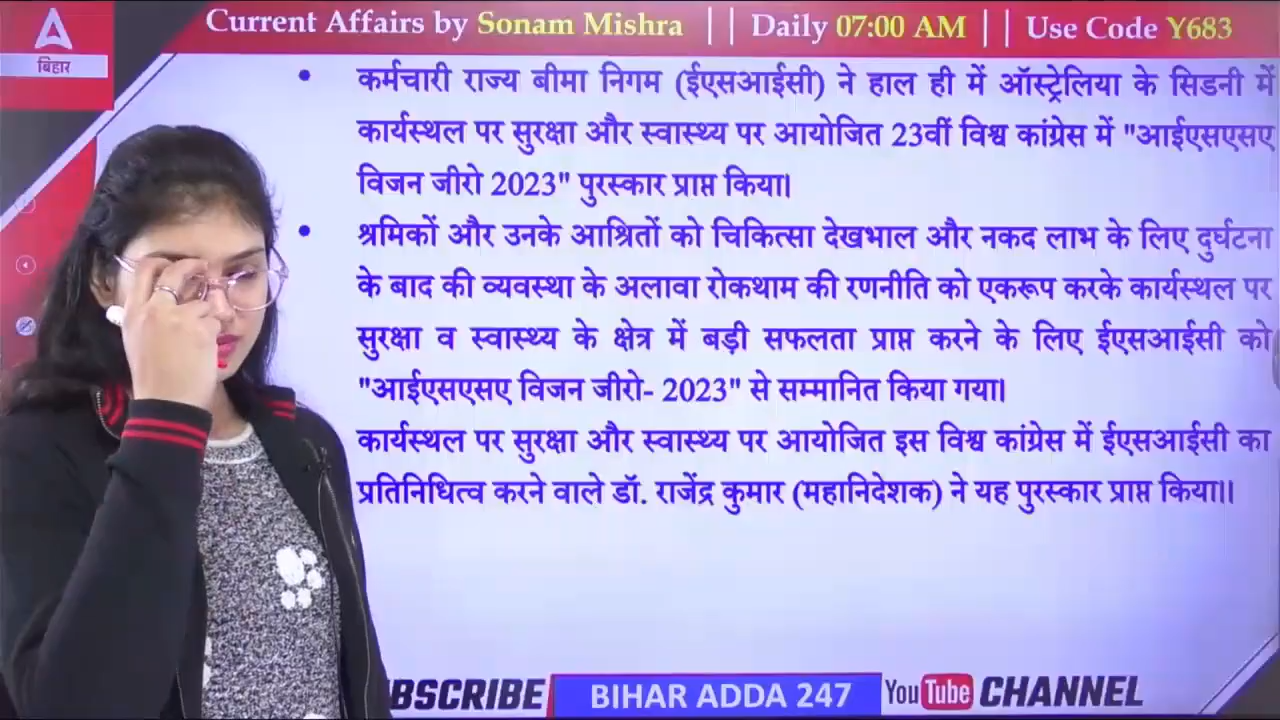 Current Affairs by Sonam Mishra || Daily 07:00 AM || Use Code Y683
बिहार
• कर्मचारी राज्य बीमा निगम (ईएसआईसी) ने हाल ही में ऑस्ट्रेलिया के सिडनी में
कार्यस्थल पर सुरक्षा और स्वास्थ्य पर आयोजित 23वीं विश्व कांग्रेस में "आईएसएसए
विजन जीरो 2023" पुरस्कार प्राप्त किया।
• श्रमिकों और उनके आश्रितों को चिकित्सा देखभाल और नकद लाभ के लिए दुर्घटना
के बाद की व्यवस्था के अलावा रोकथाम की रणनीति को एकरूप करके कार्यस्थल पर
सुरक्षा व स्वास्थ्य के क्षेत्र में बड़ी सफलता प्राप्त करने के लिए ईएसआईसी को
"आईएसएसए विजन जीरो- 2023" से सम्मानित किया गया।
कार्यस्थल पर सुरक्षा और स्वास्थ्य पर आयोजित इस विश्व कांग्रेस में ईएसआईसी का
प्रतिनिधित्व करने वाले डॉ. राजेंद्र कुमार (महानिदेशक) ने यह पुरस्कार प्राप्त किया।।
BSCRIBE BIHAR ADDA 247 YouTube CHANNEL